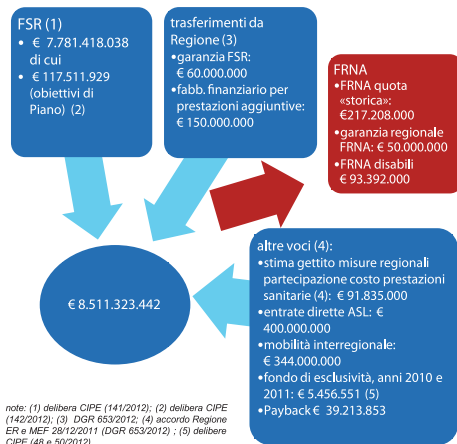 FSR (1)
• € 7.781.418.038
di cui
• € 117.511.929
(obiettivi di
Piano) (2)
trasferimenti da
Regione (3)
•garanzia FSR:
€ 60.000.000
•fabb. finanziario per
prestazioni aggiuntive:
€ 150.000.000
FRNA
•FRNA quota
«storica»:
€217.208.000
•garanzia regionale
FRNA: € 50.000.000
•FRNA disabili
€ 93.392.000
€ 8.511.323.442
altre voci (4):
•stima gettito misure regionali
partecipazione costo prestazioni
sanitarie (4): € 91.835.000
•entrate dirette ASL: €
400.000.000
•mobilità interregionale:
€ 344.000.000
•fondo di esclusività, anni 2010 e
2011: € 5.456.551 (5)
•Payback € 39.213.853
note: (1) delibera CIPE (141/2012); (2) delibera CIPE
(142/2012); (3) DGR 653/2012; (4) accordo Regione
ER e MEF 28/12/2011 (DGR 653/2012) ; (5) delibere
CIPE (48 e 50/2012)